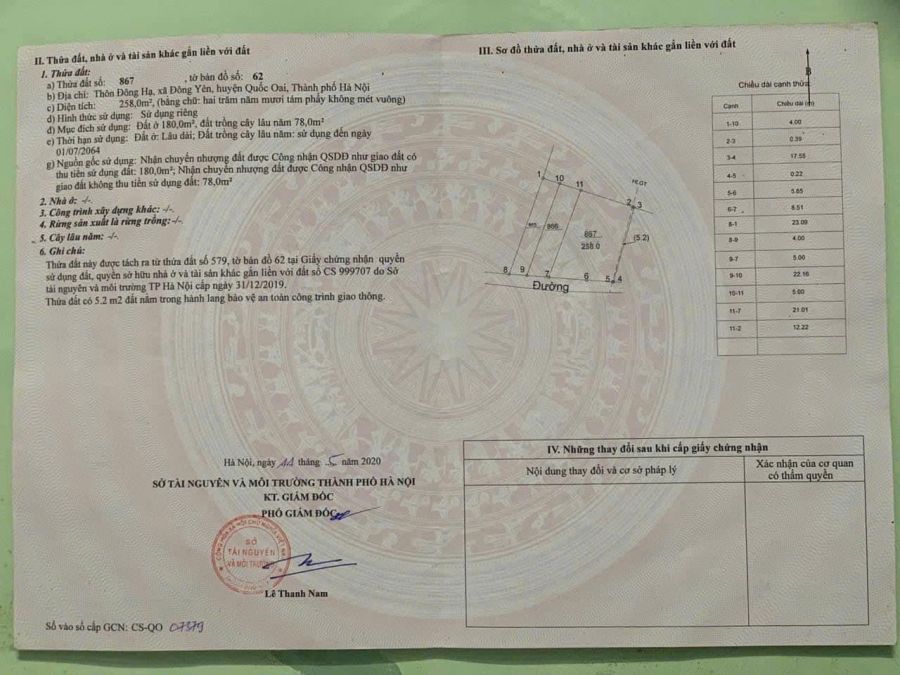 II. Thửa đất, nhà ở và tài sản khác gắn liền với đất
1. Thửa đất:
a) Thửa đất số: 867 , tờ bản đồ số: 62
b) Địa chỉ: Thôn Đông Hạ, xã Đông Yên, huyện Quốc Oai, Thành phố Hà Nội
c) Diện tích: 258,0m², (bằng chữ: hai trăm năm mươi tám phẩy không mét vuông)
d) Hình thức sử dụng: Sử dụng riêng
đ) Mục đích sử dụng: Đất ở 180,0m², đất trồng cây lâu năm 78,0m²
e) Thời hạn sử dụng: Đất ở: Lâu dài; Đất trồng cây lâu năm: sử dụng đến ngày
01/07/2064
g) Nguồn gốc sử dụng: Nhận chuyển nhượng đất được Công nhận QSDĐ như giao đất có
thu tiền sử dụng đất: 180,0m²; Nhận chuyển nhượng đất được Công nhận QSDĐ như
giao đất không thu tiền sử dụng đất: 78,0m²
2. Nhà ở: -/-.
3. Công trình xây dựng khác: -/-.
4. Rừng sản xuất là rừng trồng: -/-.
5. Cây lâu năm: -/-.
6. Ghi chú:
Thửa đất này được tách ra từ thửa đất số 579, tờ bản đồ 62 tại Giấy chứng nhận quyền
sử dụng đất, quyền sở hữu nhà ở và tài sản khác gắn liền với đất số CS 999707 do Sở
tài nguyên và môi trường TP Hà Nội cấp ngày 31/12/2019.
Thửa đất có 5.2 m2 đất nằm trong hành lang bảo vệ an toàn công trình giao thông.
Hà Nội, ngày 11 tháng 5 năm 2020
SỞ TÀI NGUYÊN VÀ MÔI TRƯỜNG THÀNH PHỐ HÀ NỘI
KT. GIÁM ĐỐC
PHÓ GIÁM ĐỐC
SỞ
TÀI NGUYÊN
VÀ MÔI TRƯỜNG
Lê Thanh Nam
Số vào sổ cấp GCN: CS-QO 07379
III. Sơ đồ thửa đất, nhà ở và tài sản khác gắn liền với đất
B
1
10
11
HLGT
2
3
866
867
258.0
(5.2)
8
9
7
6
5
4
Đường
Chiều dài cạnh thửa
Cạnh Chiều dài (m)
1-10 4.00
2-3 0.39
3-4 17.55
4-5 0.22
5-6 5.85
6-7 8.51
8-1 23.09
8-9 4.00
9-7 5.00
9-10 22.16
10-11 5.00
11-7 21.01
11-2 12.22
IV. Những thay đổi sau khi cấp giấy chứng nhận
Nội dung thay đổi và cơ sở pháp lý
Xác nhận của cơ quan
có thẩm quyền